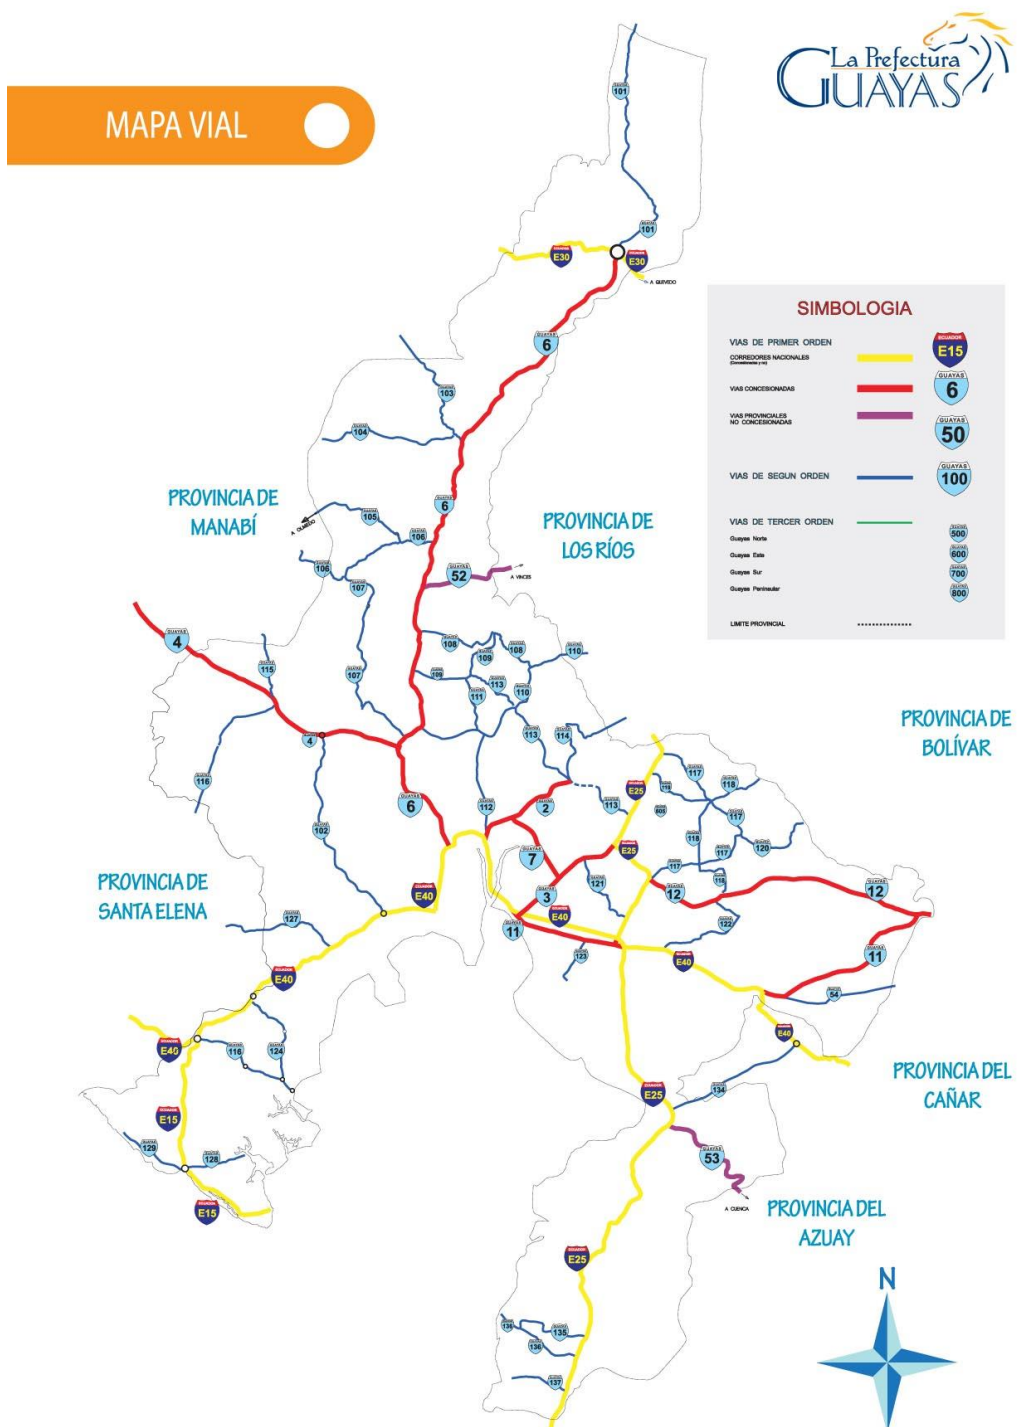 La Prefectura
GUAYAS
MAPA VIAL
101
101
E30
E30
A QUEVEDO
6
SIMBOLOGIA
VIAS DE PRIMER ORDEN
CORREDORES NACIONALES
ECUADOR
E15
VIAS CONCESIONADAS
GUAYAS
6
VIAS PROVINCIALES
NO CONCESIONADAS
GUAYAS
50
VIAS DE SEGUN ORDEN
GUAYAS
100
VIAS DE TERCER ORDEN
Guayas Norte
500
Guayas Este
600
Guayas Sur
700
Guayas Peninsular
800
LIMITE PROVINCIAL
103
104
PROVINCIA DE
MANABÍ
6
105
A OLMEDO
106
PROVINCIA DE
LOS RÍOS
106
107
52
A VINCES
4
108
108
109
110
115
107
109
113
111
110
PROVINCIA DE
BOLÍVAR
4
113
114
116
6
112
2
113
E25
117
119
118
605
117
102
118
117
120
E25
7
PROVINCIA DE
SANTA ELENA
E40
3
121
117
12
118
12
127
11
E40
122
123
E40
11
E40
54
E40
116
124
E40
PROVINCIA DEL
CAÑAR
134
E25
E15
129
128
53
E15
A CUENCA
PROVINCIA DEL
AZUAY
E25
N
136
135
136
137